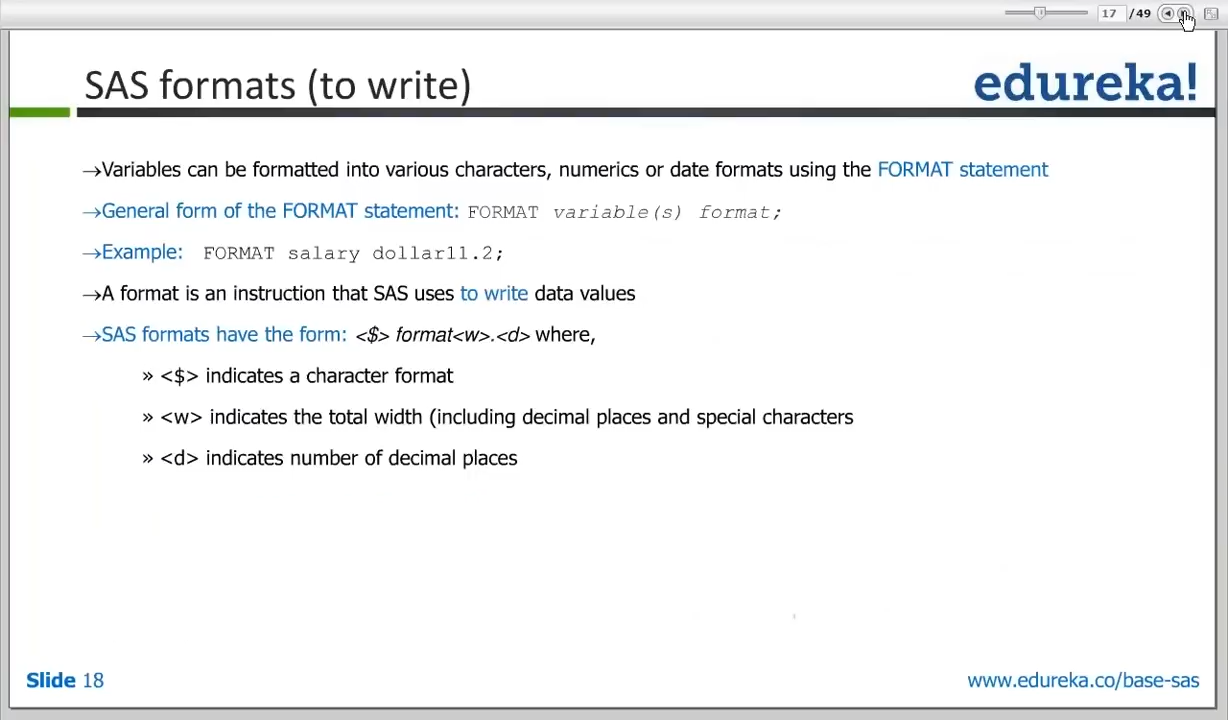 17 /49
SAS formats (to write)
edureka!
→Variables can be formatted into various characters, numerics or date formats using the FORMAT statement
→General form of the FORMAT statement: FORMAT variable(s) format;
→Example: FORMAT salary dollar11.2;
→A format is an instruction that SAS uses to write data values
→SAS formats have the form: <$> format<w>.<d> where,
» <$> indicates a character format
» <w> indicates the total width (including decimal places and special characters
» <d> indicates number of decimal places
Slide 18
www.edureka.co/base-sas